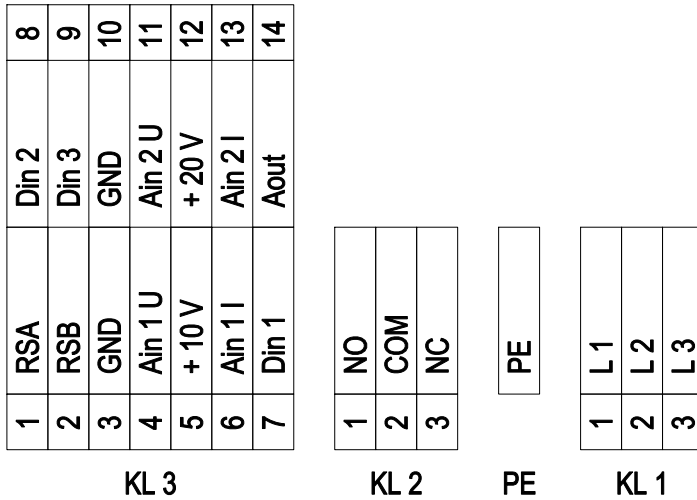 8 9 10 11 12 13 14
Din 2 Din 3 GND Ain 2 U + 20 V Ain 2 I Aout
RSA RSB GND Ain 1 U + 10 V Ain 1 I Din 1 NO COM NC PE L 1 L 2 L 3
1 2 3 4 5 6 7 1 2 3 1 2 3
KL 3 KL 2 PE KL 1